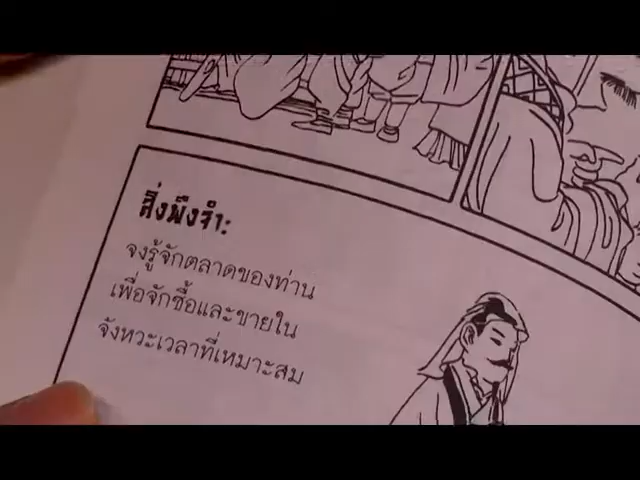 สิ่งพึงจำ:
จงรู้จักตลาดของท่าน
เพื่อจักซื้อและขายใน
จังหวะเวลาที่เหมาะสม